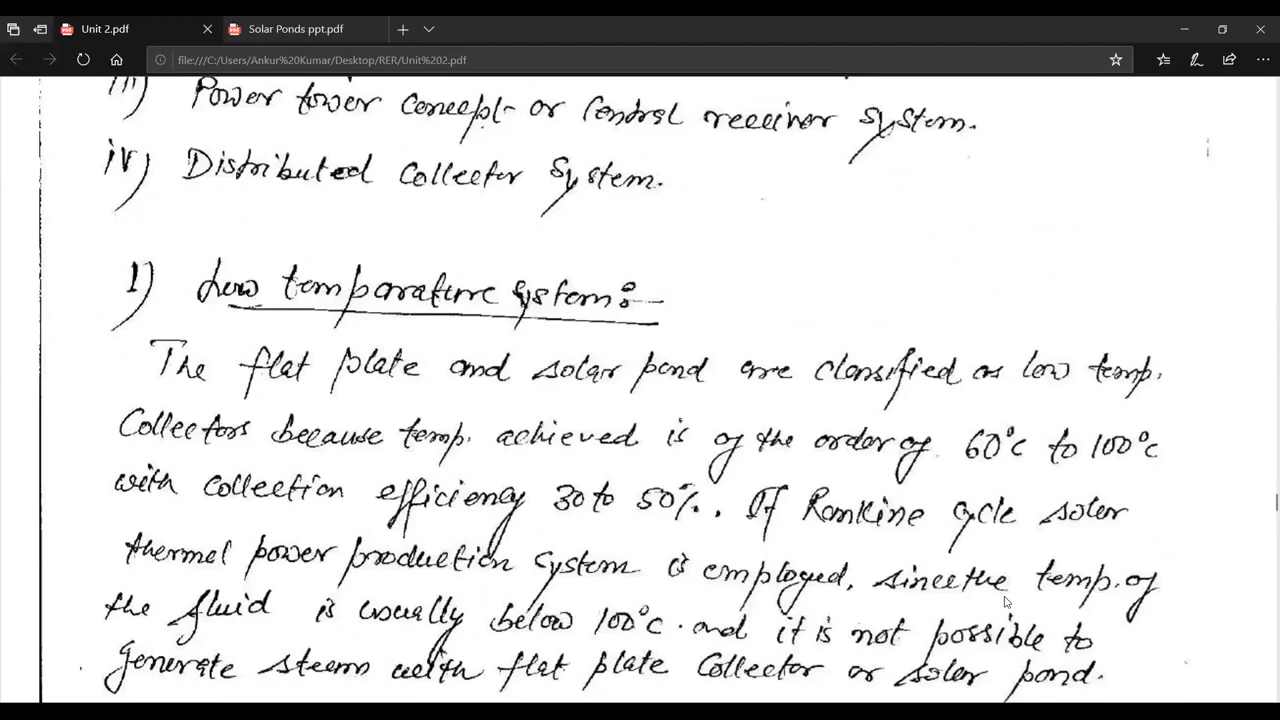 Unit 2.pdf
Solar Ponds ppt.pdf
file:///C:/Users/Ankur%20Kumar/Desktop/RER/Unit%202.pdf
iii) Power tower concept or Central receiver system.
iv) Distributed Collector System.
1) Low temperature system:-
The flat plate and solar pond are classified as low temp.
Collectors because temp. achieved is of the order of 60°C to 100°C
with collection efficiency 30 to 50%. If Rankine cycle solar
thermal power production system is employed, since the temp. of
the fluid is usually below 100°C. and it is not possible to
generate steam with flat plate Collector or solar pond.